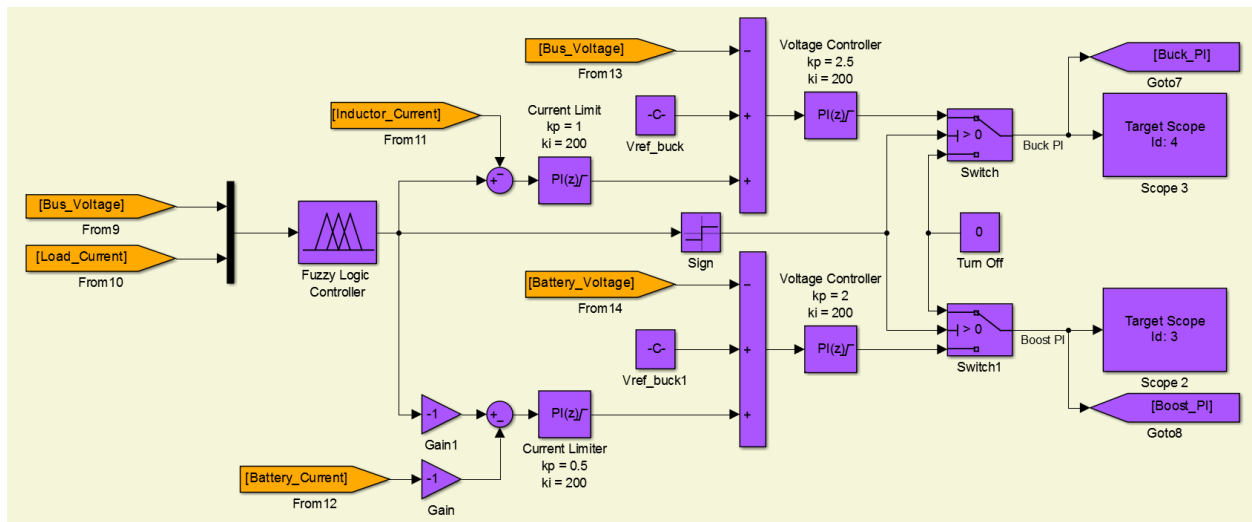 [Bus_Voltage]
From13
Voltage Controller
kp = 2.5
ki = 200
[Buck_PI]
Goto7
[Inductor_Current]
From11
Current Limit
kp = 1
ki = 200
-C-
Vref_buck
PI(z)
> 0
Switch
Buck PI
Target Scope
Id: 4
Scope 3
PI(z)
[Bus_Voltage]
From9
[Load_Current]
From10
Fuzzy Logic
Controller
Sign
0
Turn Off
[Battery_Voltage]
From14
Voltage Controller
kp = 2
ki = 200
-C-
Vref_buck1
PI(z)
> 0
Switch1
Boost PI
Target Scope
Id: 3
Scope 2
-1
Gain1
PI(z)
Current Limiter
kp = 0.5
ki = 200
[Boost_PI]
Goto8
[Battery_Current]
From12
-1
Gain